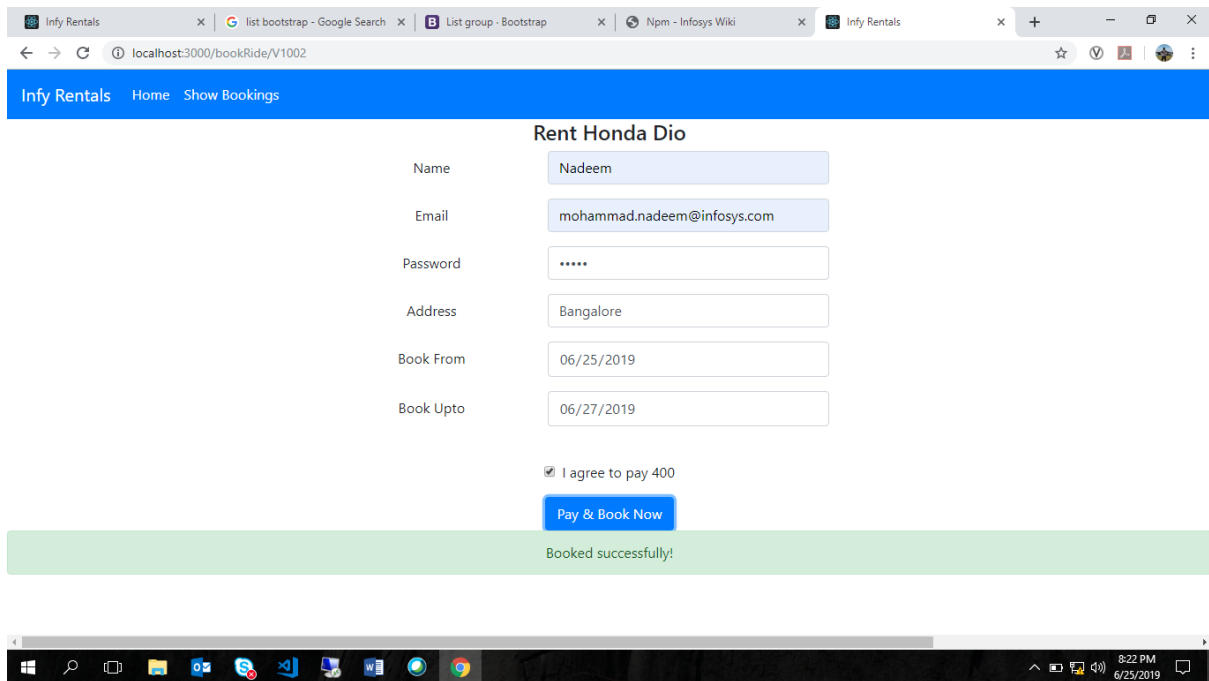 Infy Rentals
list bootstrap - Google Search
List group · Bootstrap
Npm - Infosys Wiki
Infy Rentals
localhost:3000/bookRide/V1002
Infy Rentals Home Show Bookings
Rent Honda Dio
Name Nadeem
Email mohammad.nadeem@infosys.com
Password •••••
Address Bangalore
Book From 06/25/2019
Book Upto 06/27/2019
I agree to pay 400
Pay & Book Now
Booked successfully!
8:22 PM
6/25/2019